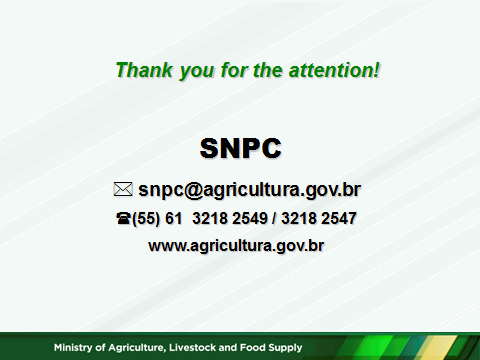 Thank you for the attention!
SNPC
✉ snpc@agricultura.gov.br
☎(55) 61 3218 2549 / 3218 2547
www.agricultura.gov.br
Ministry of Agriculture, Livestock and Food Supply